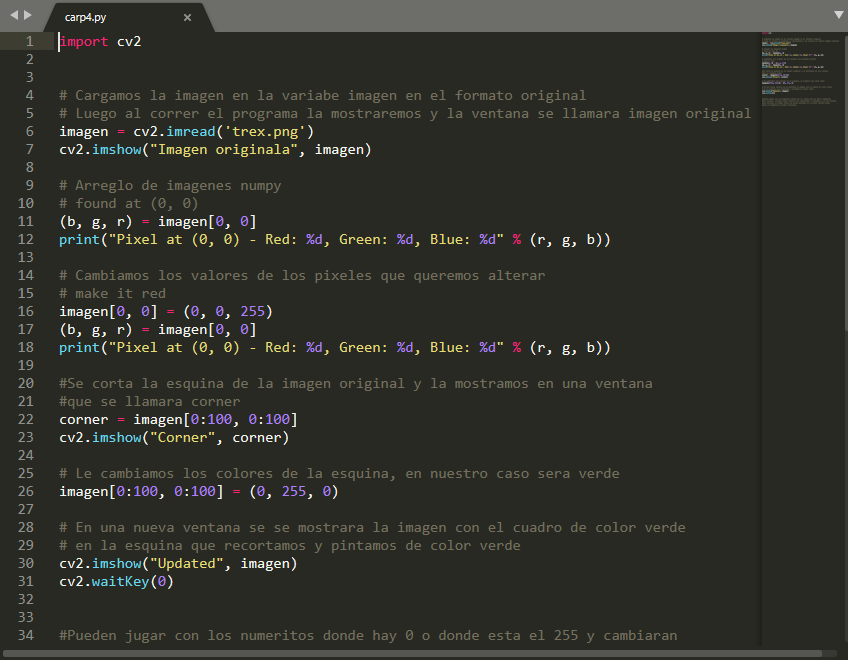 carp4.py ×
1 import cv2
2
3
4 # Cargamos la imagen en la variabe imagen en el formato original
5 # Luego al correr el programa la mostraremos y la ventana se llamara imagen original
6 imagen = cv2.imread('trex.png')
7 cv2.imshow("Imagen originala", imagen)
8
9 # Arreglo de imagenes numpy
10 # found at (0, 0)
11 (b, g, r) = imagen[0, 0]
12 print("Pixel at (0, 0) - Red: %d, Green: %d, Blue: %d" % (r, g, b))
13
14 # Cambiamos los valores de los pixeles que queremos alterar
15 # make it red
16 imagen[0, 0] = (0, 0, 255)
17 (b, g, r) = imagen[0, 0]
18 print("Pixel at (0, 0) - Red: %d, Green: %d, Blue: %d" % (r, g, b))
19
20 #Se corta la esquina de la imagen original y la mostramos en una ventana
21 #que se llamara corner
22 corner = imagen[0:100, 0:100]
23 cv2.imshow("Corner", corner)
24
25 # Le cambiamos los colores de la esquina, en nuestro caso sera verde
26 imagen[0:100, 0:100] = (0, 255, 0)
27
28 # En una nueva ventana se se mostrara la imagen con el cuadro de color verde
29 # en la esquina que recortamos y pintamos de color verde
30 cv2.imshow("Updated", imagen)
31 cv2.waitKey(0)
32
33
34 #Pueden jugar con los numeritos donde hay 0 o donde esta el 255 y cambiaran